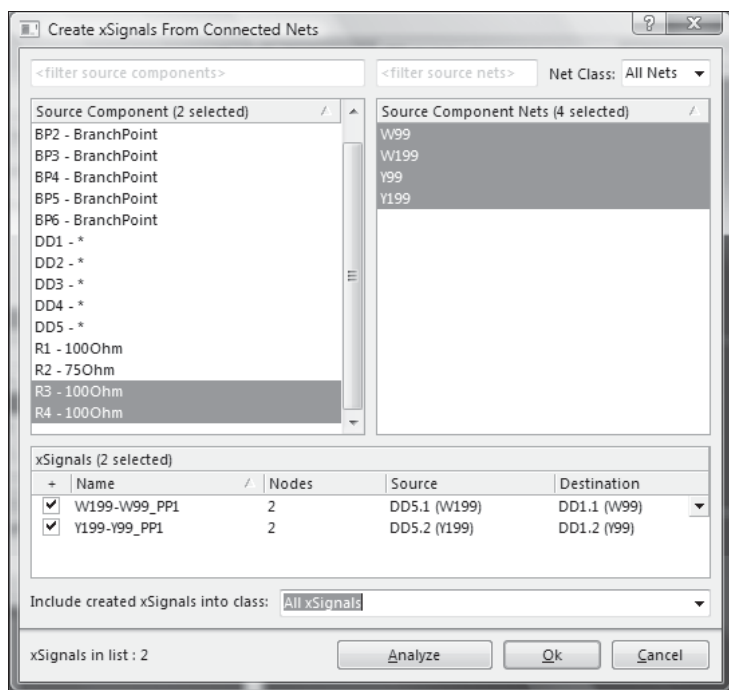 Create xSignals From Connected Nets
<filter source components>
<filter source nets>
Net Class: All Nets
Source Component (2 selected)
BP2 - BranchPoint
BP3 - BranchPoint
BP4 - BranchPoint
BP5 - BranchPoint
BP6 - BranchPoint
DD1 - *
DD2 - *
DD3 - *
DD4 - *
DD5 - *
R1 - 100Ohm
R2 - 75Ohm
R3 - 100Ohm
R4 - 100Ohm
Source Component Nets (4 selected)
W99
W199
Y99
Y199
xSignals (2 selected)
+ Name Nodes Source Destination
W199-W99_PP1 2 DD5.1 (W199) DD1.1 (W99)
Y199-Y99_PP1 2 DD5.2 (Y199) DD1.2 (Y99)
Include created xSignals into class: All xSignals
xSignals in list : 2
Analyze
Ok
Cancel